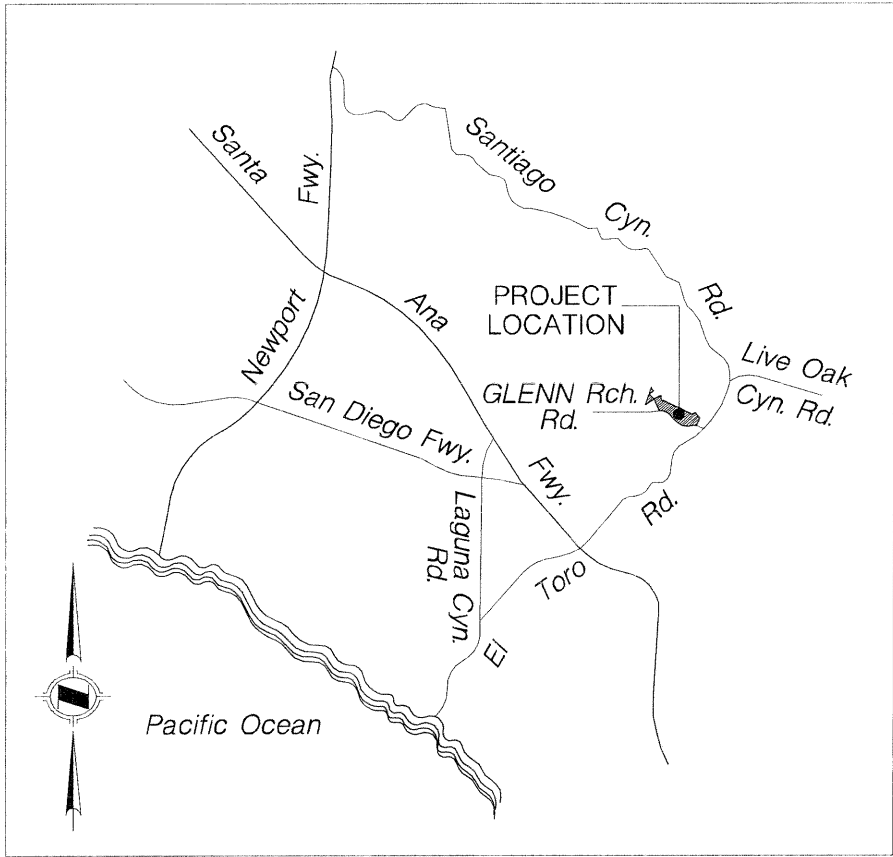 Santiago
Cyn.
Rd.
Santa
Fwy.
Ana
PROJECT
LOCATION
Newport
Live Oak
Cyn. Rd.
GLENN Rch.
Rd.
San Diego Fwy.
Fwy.
Rd.
Laguna Cyn.
Rd.
Toro
El
Pacific Ocean